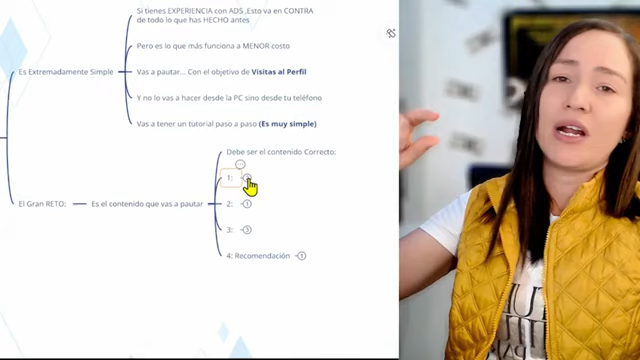 Si tienes EXPERIENCIA con ADS ,Esto va en CONTRA
de todo lo que has HECHO antes
Pero es lo que más funciona a MENOR costo
Es Extremadamente Simple
Vas a pautar... Con el objetivo de Visitas al Perfil
Y no lo vas a hacer desde la PC sino desde tu teléfono
Vas a tener un tutorial paso a paso (Es muy simple)
Debe ser el contenido Correcto:
1:
El Gran RETO:
Es el contenido que vas a pautar
2:
1
3:
3
4: Recomendación
1